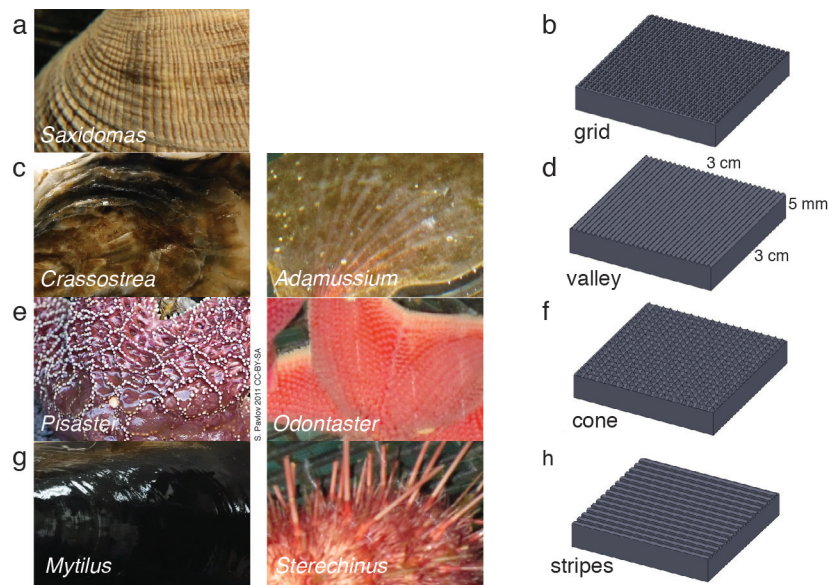 a
Saxidomas
b
grid
c
Crassostrea
Adamussium
d
3 cm
5 mm
3 cm
valley
e
Pisaster
S. Pavlov 2011 CC-BY-SA
Odontaster
f
cone
g
Mytilus
Sterechinus
h
stripes